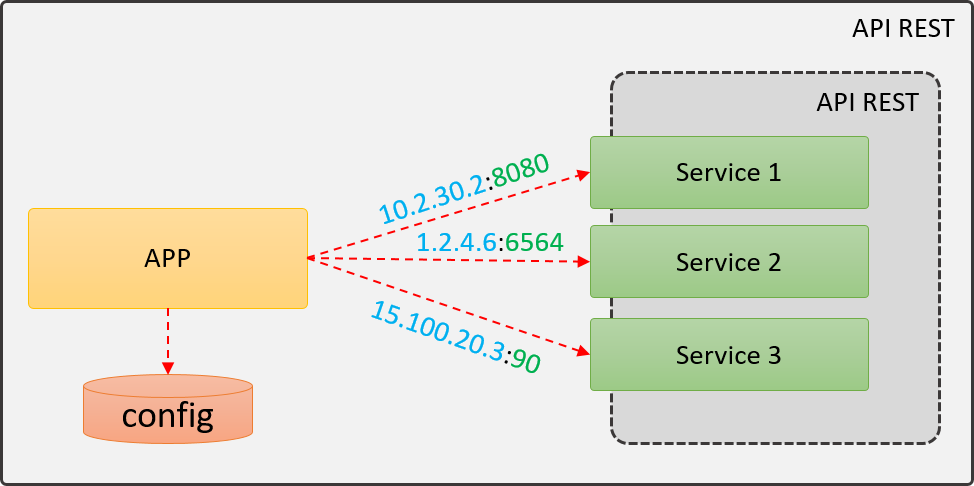 API REST
API REST
10.2.30.2:8080
Service 1
1.2.4.6:6564
APP
Service 2
15.100.20.3:90
Service 3
config